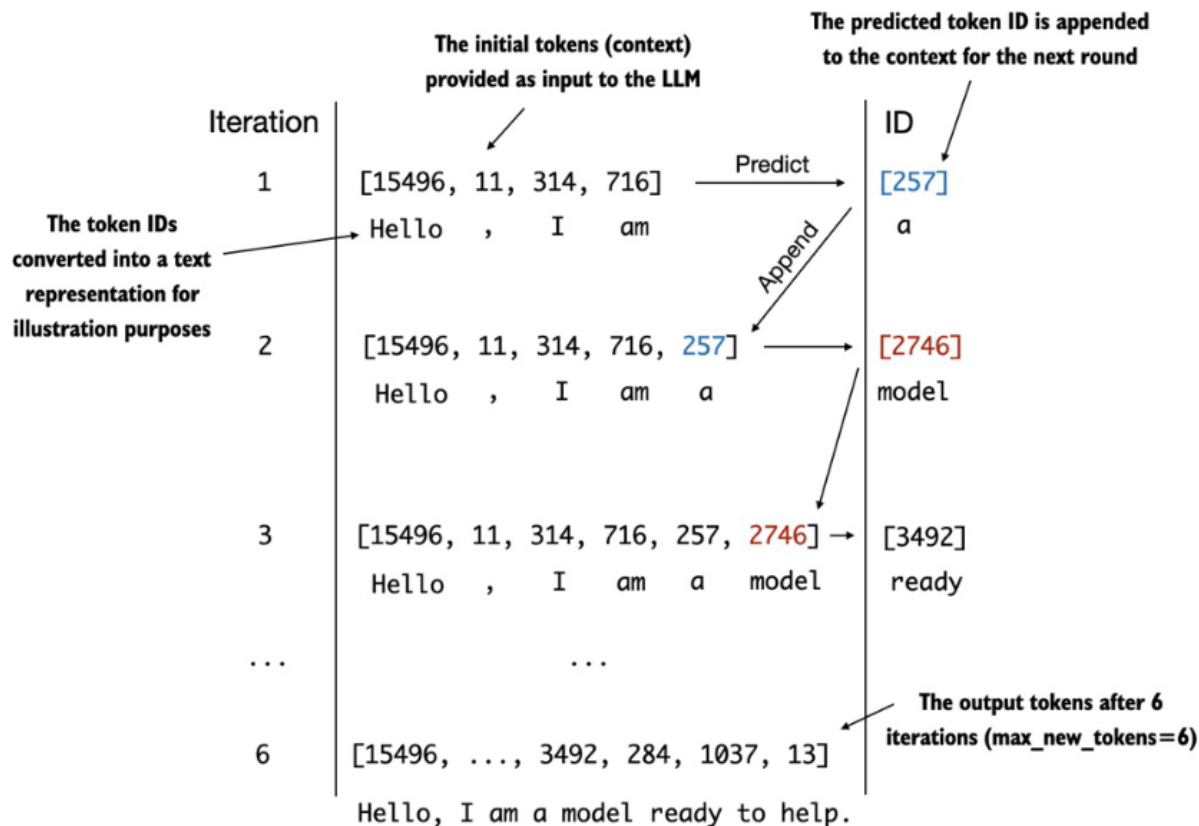 The initial tokens (context)
provided as input to the LLM
The predicted token ID is appended
to the context for the next round
Iteration
ID
1
[15496, 11, 314, 716]
Predict
[257]
Hello , I am
a
The token IDs
converted into a text
representation for
illustration purposes
Append
2
[15496, 11, 314, 716, 257]
[2746]
Hello , I am a
model
3
[15496, 11, 314, 716, 257, 2746]
[3492]
Hello , I am a model
ready
...
...
The output tokens after 6
iterations (max_new_tokens=6)
6
[15496, ..., 3492, 284, 1037, 13]
Hello, I am a model ready to help.